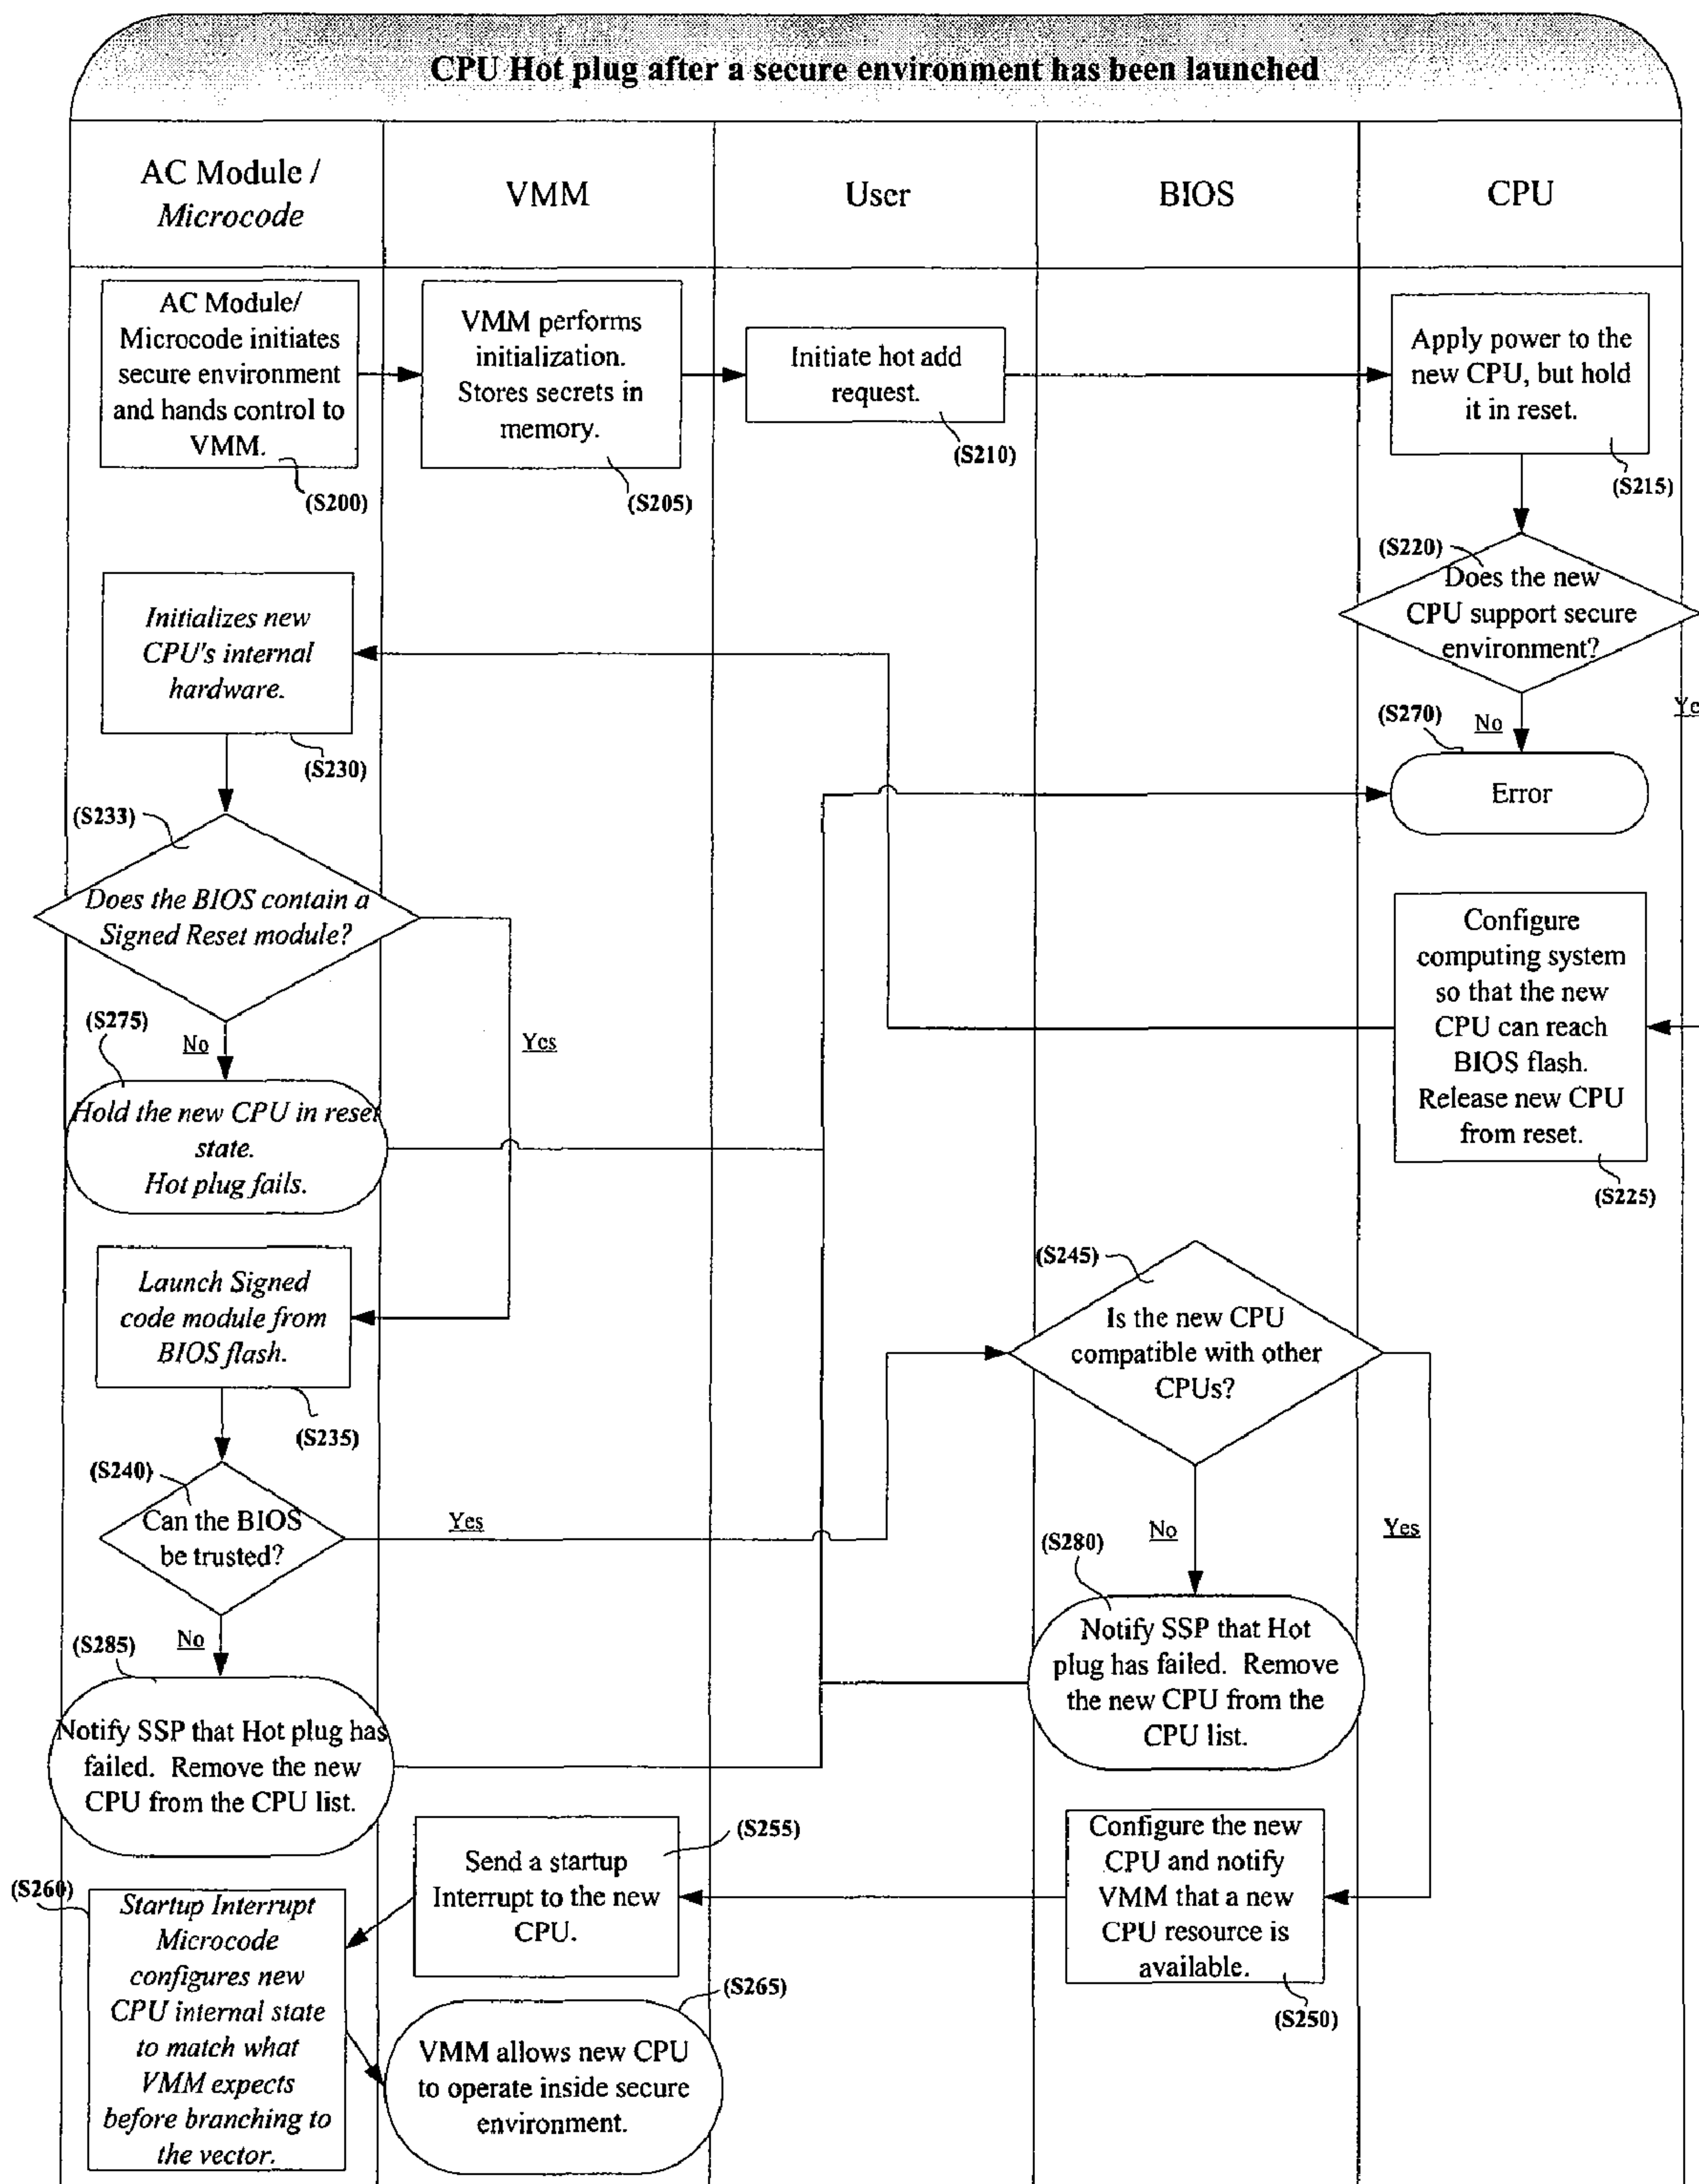 CPU Hot plug after a secure environment has been launched
AC Module /
Microcode
VMM
User
BIOS
CPU
AC Module/
Microcode initiates
secure environment
and hands control to
VMM.
(S200)
VMM performs
initialization.
Stores secrets in
memory.
(S205)
Initiate hot add
request.
(S210)
Apply power to the
new CPU, but hold
it in reset.
(S215)
(S220)
Does the new
CPU support secure
environment?
No
(S270)
Error
Initializes new
CPU's internal
hardware.
(S230)
(S233)
Does the BIOS contain a
Signed Reset module?
No
Yes
(S275)
Hold the new CPU in reset
state.
Hot plug fails.
Configure
computing system
so that the new
CPU can reach
BIOS flash.
Release new CPU
from reset.
(S225)
Launch Signed
code module from
BIOS flash.
(S235)
(S240)
Can the BIOS
be trusted?
Yes
No
(S245)
Is the new CPU
compatible with other
CPUs?
No
Yes
(S280)
Notify SSP that Hot
plug has failed. Remove
the new CPU from the
CPU list.
(S285)
Notify SSP that Hot plug has
failed. Remove the new
CPU from the CPU list.
Configure the new
CPU and notify
VMM that a new
CPU resource is
available.
(S250)
(S255)
Send a startup
Interrupt to the new
CPU.
(S260)
Startup Interrupt
Microcode
configures new
CPU internal state
to match what
VMM expects
before branching to
the vector.
(S265)
VMM allows new CPU
to operate inside secure
environment.